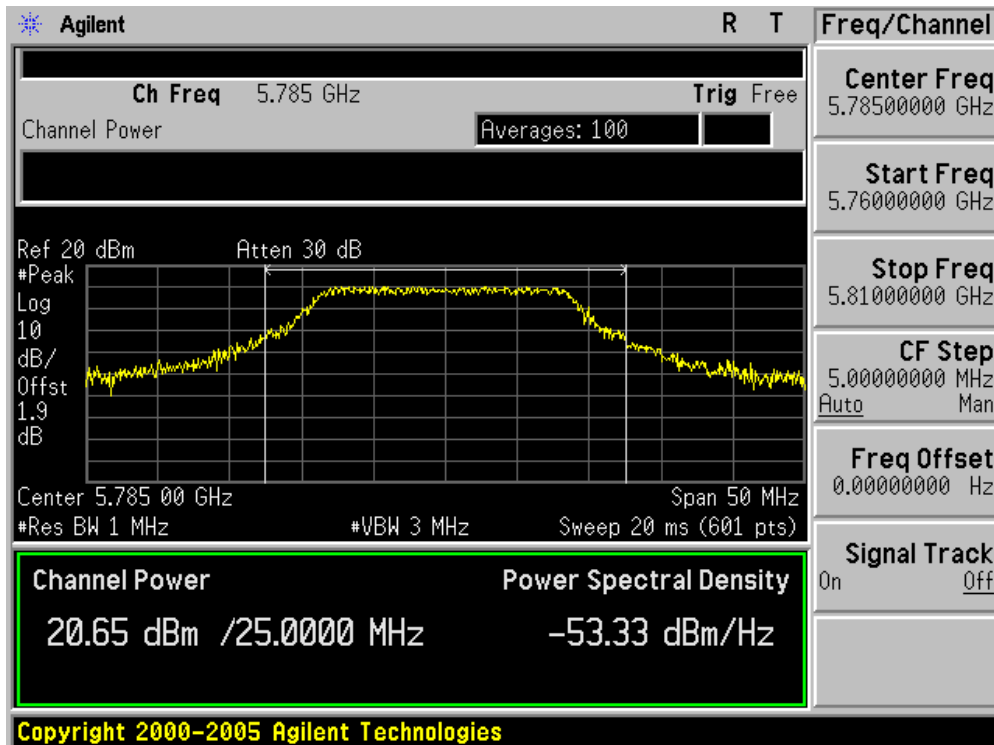 Agilent R T
Ch Freq 5.785 GHz Trig Free
Channel Power Averages: 100
Ref 20 dBm Atten 30 dB
#Peak
Log
10
dB/
Offst
1.9
dB
Center 5.785 00 GHz Span 50 MHz
#Res BW 1 MHz #VBW 3 MHz Sweep 20 ms (601 pts)
Channel Power Power Spectral Density
20.65 dBm /25.0000 MHz -53.33 dBm/Hz
Copyright 2000-2005 Agilent Technologies
Freq/Channel
Center Freq
5.78500000 GHz
Start Freq
5.76000000 GHz
Stop Freq
5.81000000 GHz
CF Step
5.00000000 MHz
Auto Man
Freq Offset
0.00000000 Hz
Signal Track
On Off